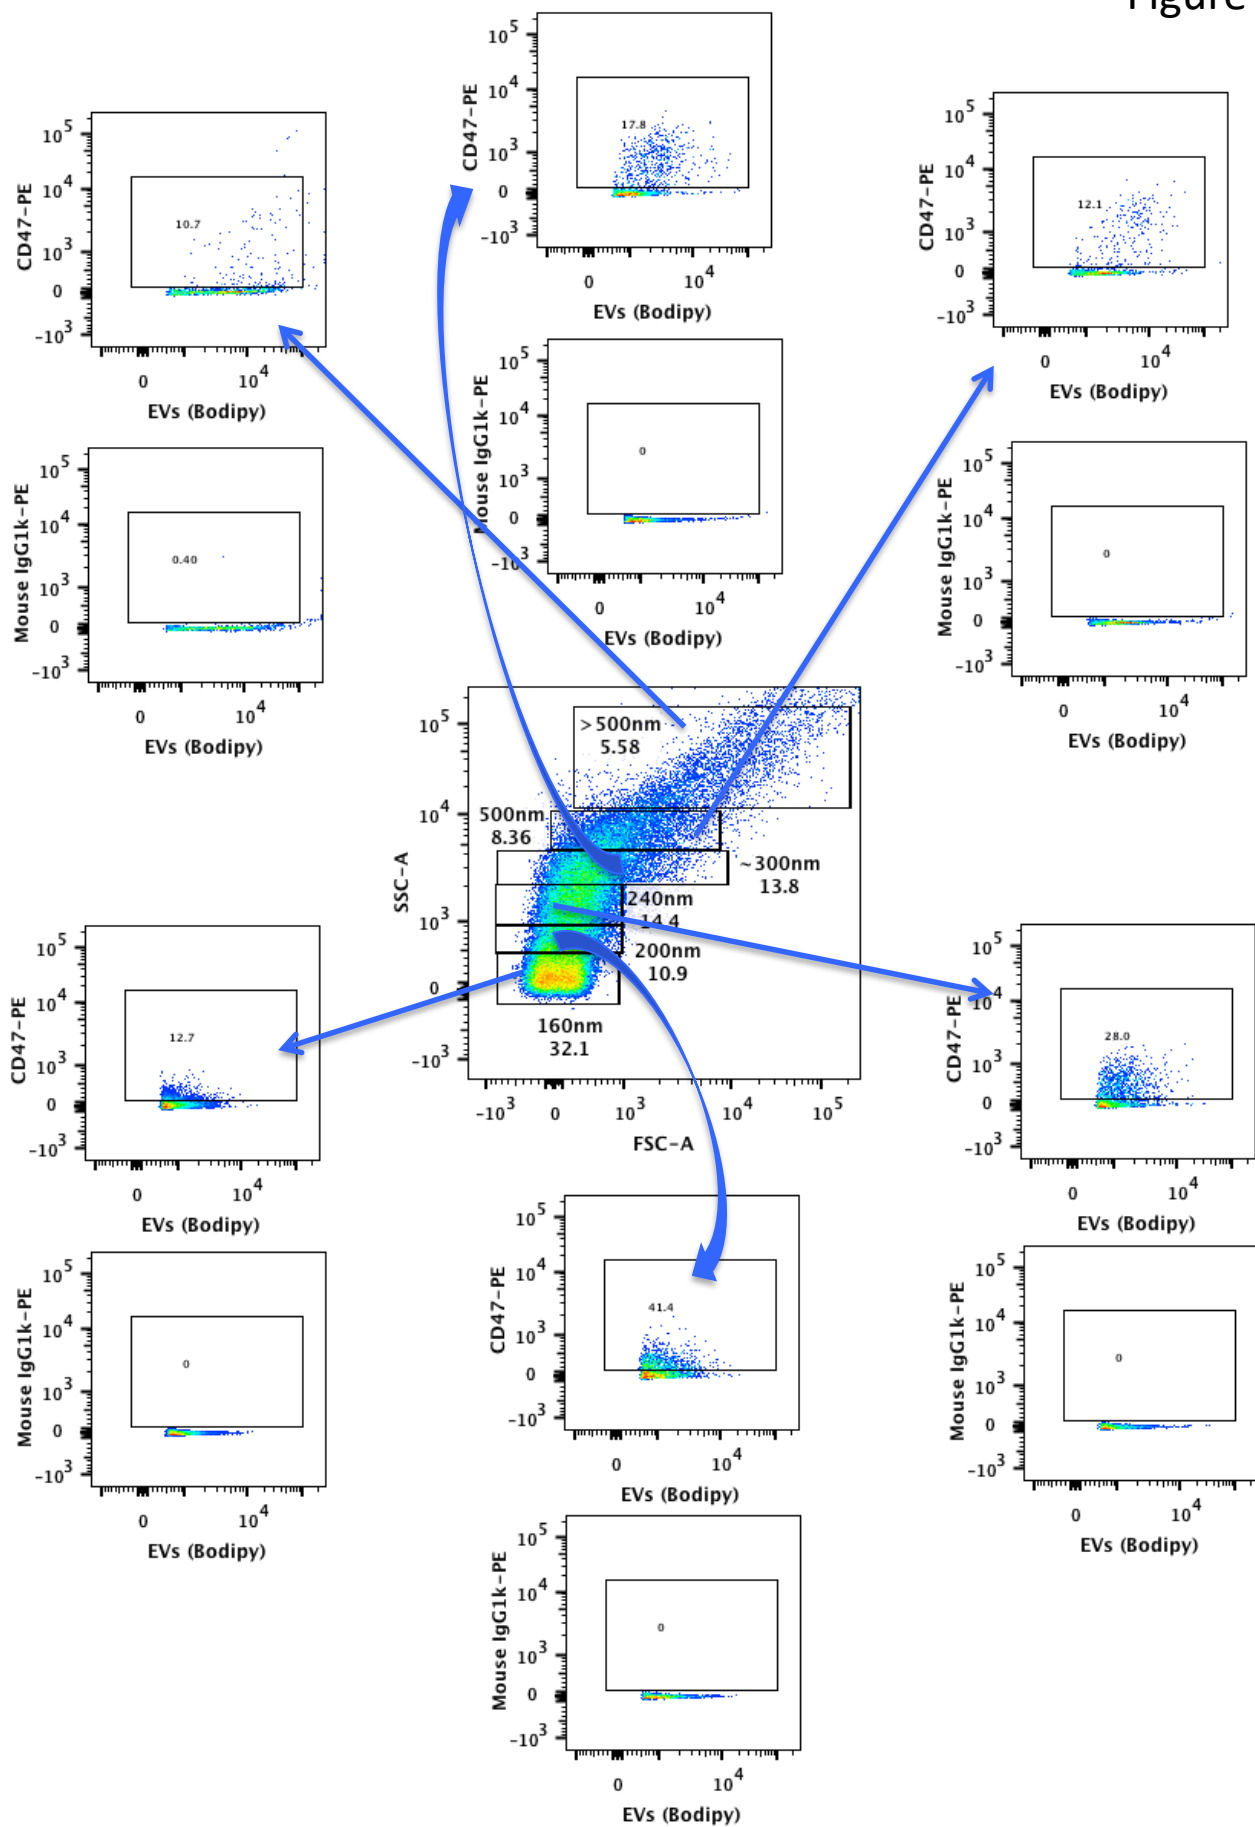 Figure
10^5
10^4
10^3
0
-10^3
CD47-PE
17.8
0 10^4
EVs (Bodipy)
10^5
10^4
10^3
0
-10^3
CD47-PE
10.7
0 10^4
EVs (Bodipy)
10^5
10^4
10^3
0
-10^3
CD47-PE
12.1
0 10^4
EVs (Bodipy)
10^5
10^4
10^3
0
-10^3
Mouse IgG1k-PE
0
0 10^4
EVs (Bodipy)
10^5
10^4
10^3
0
-10^3
Mouse IgG1k-PE
0.40
0 10^4
EVs (Bodipy)
10^5
10^4
10^3
0
-10^3
Mouse IgG1k-PE
0
0 10^4
EVs (Bodipy)
10^5
10^4
10^3
0
-10^3
SSC-A
>500nm
5.58
500nm
8.36
~300nm
13.8
240nm
14.4
200nm
10.9
160nm
32.1
-10^3 0 10^3 10^4 10^5
FSC-A
10^5
10^4
10^3
0
-10^3
CD47-PE
12.7
0 10^4
EVs (Bodipy)
10^5
10^4
10^3
0
-10^3
CD47-PE
28.0
0 10^4
EVs (Bodipy)
10^5
10^4
10^3
0
-10^3
CD47-PE
41.4
0 10^4
EVs (Bodipy)
10^5
10^4
10^3
0
-10^3
Mouse IgG1k-PE
0
0 10^4
EVs (Bodipy)
10^5
10^4
10^3
0
-10^3
Mouse IgG1k-PE
0
0 10^4
EVs (Bodipy)
10^5
10^4
10^3
0
-10^3
Mouse IgG1k-PE
0
0 10^4
EVs (Bodipy)